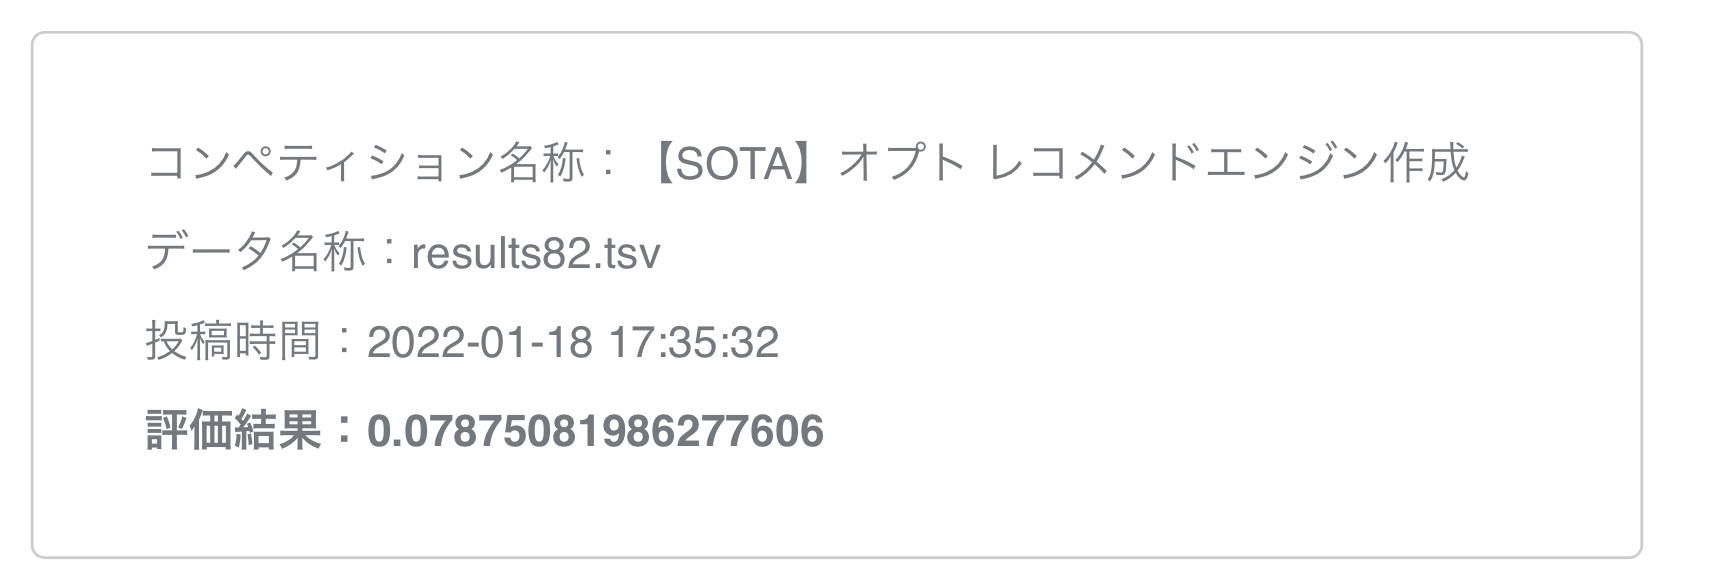 コンペティション名称：【SOTA】オプト レコメンドエンジン作成
データ名称：results82.tsv
投稿時間：2022-01-18 17:35:32
評価結果：0.07875081986277606